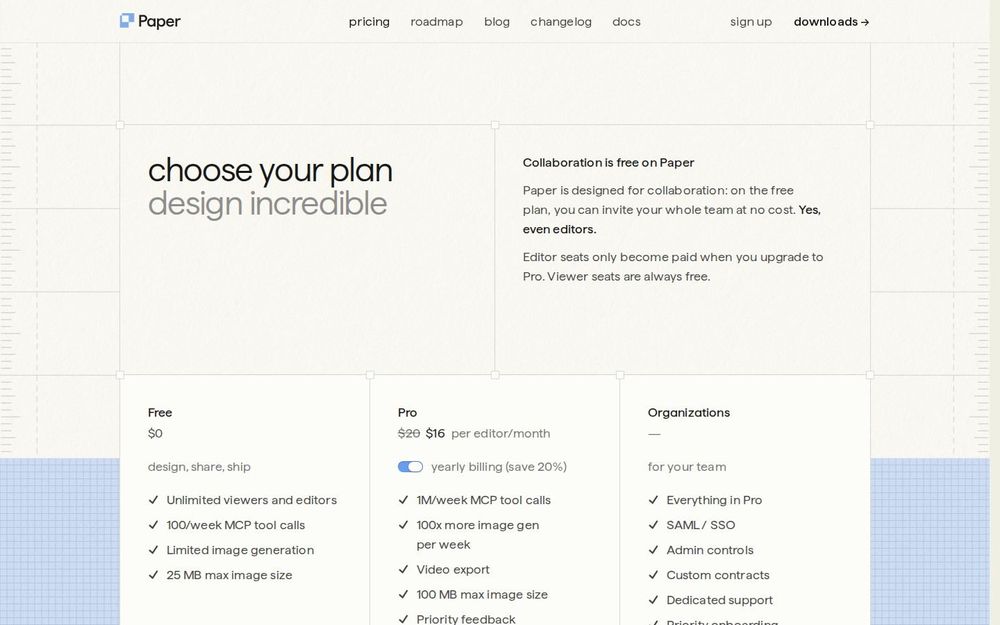 Paper
pricing
roadmap
blog
changelog
docs
sign up
downloads →
choose your plan
design incredible
Collaboration is free on Paper
Paper is designed for collaboration: on the free
plan, you can invite your whole team at no cost. Yes,
even editors.
Editor seats only become paid when you upgrade to
Pro. Viewer seats are always free.
Free
$0
design, share, ship
Unlimited viewers and editors
100/week MCP tool calls
Limited image generation
25 MB max image size
Pro
$20 $16 per editor/month
yearly billing (save 20%)
1M/week MCP tool calls
100x more image gen
per week
Video export
100 MB max image size
Priority feedback
Organizations
—
for your team
Everything in Pro
SAML / SSO
Admin controls
Custom contracts
Dedicated support
Priority onboarding